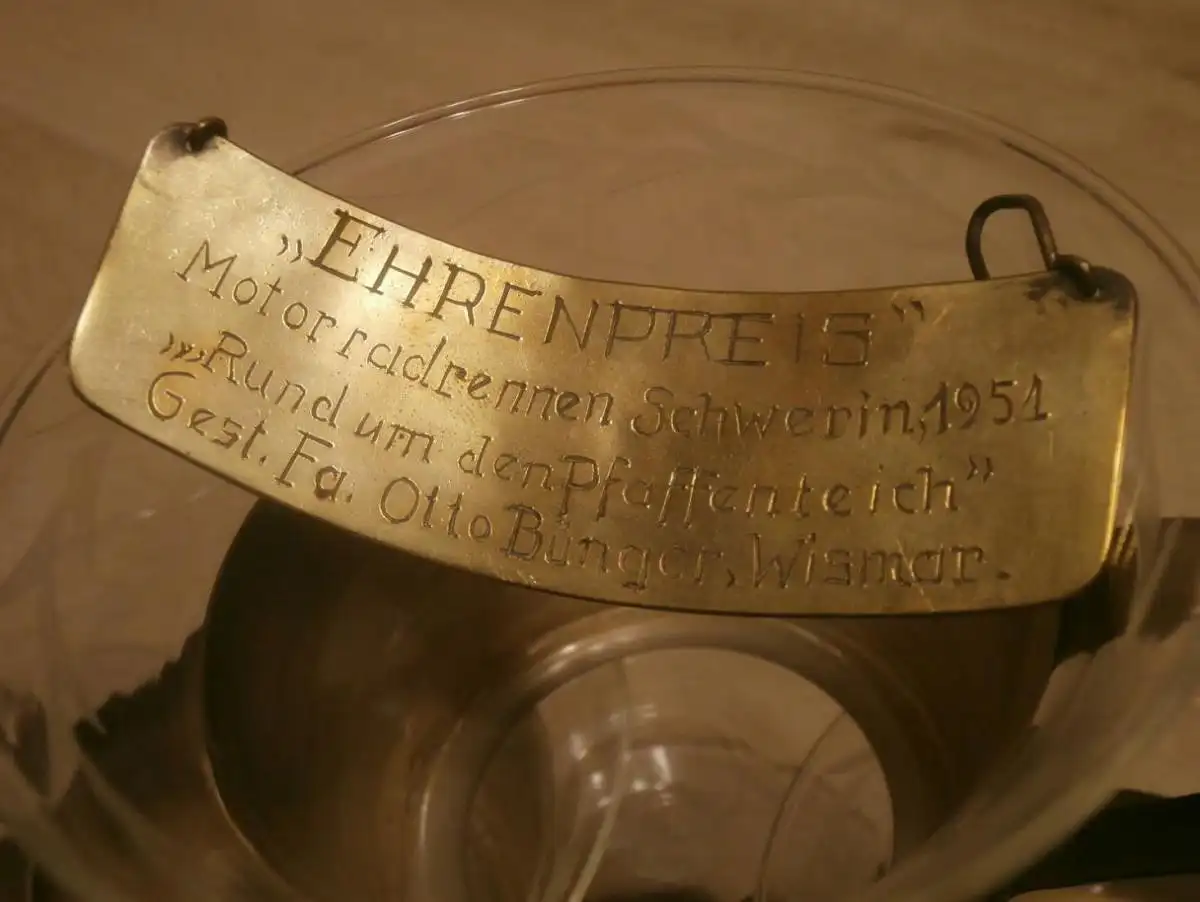 „EHRENPREIS”
Motorradrennen Schwerin, 1951
„Rund um den Pfaffenteich”
Gest. Fa. Otto Bünger, Wismar.